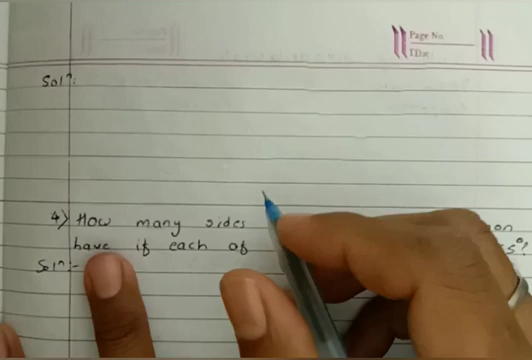 Page No.
Date:
Solⁿ:
4) How many sides
have if each of
Solⁿ:-